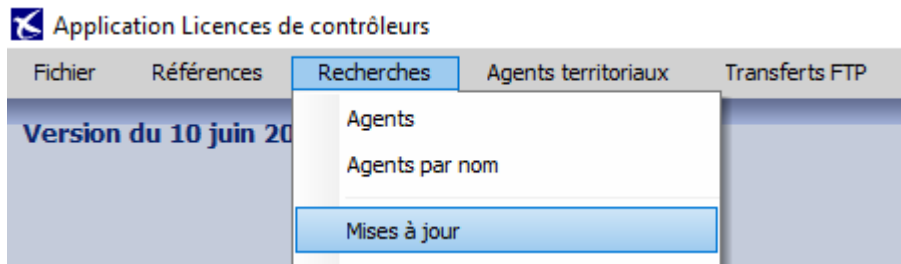 Application Licences de contrôleurs
Fichier Références Recherches Agents territoriaux Transferts FTP
Version du 10 juin
Agents
Agents par nom
Mises à jour